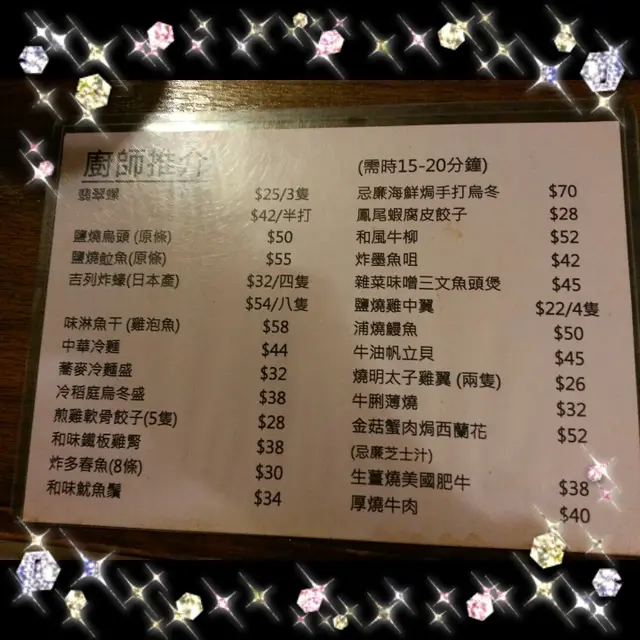 廚師推介
翡翠螺 $25/3隻
$42/半打
鹽燒烏頭 (原條) $50
鹽燒𩶘魚(原條) $55
吉列炸蠔(日本產) $32/四隻
$54/八隻
味淋魚干 (雞泡魚) $58
中華冷麵 $44
蕎麥冷麵盛 $32
冷稻庭烏冬盛 $38
煎雞軟骨餃子(5隻) $28
和味鐵板雞腎 $38
炸多春魚(8條) $30
和味魷魚鬚 $34
(需時15-20分鐘)
忌廉海鮮焗手打烏冬 $70
鳳尾蝦腐皮餃子 $28
和風牛柳 $52
炸墨魚咀 $42
雜菜味噌三文魚頭煲 $45
鹽燒雞中翼 $22/4隻
浦燒鰻魚 $50
牛油帆立貝 $45
燒明太子雞翼 (兩隻) $26
牛脷薄燒 $32
金菇蟹肉焗西蘭花 $52
(忌廉芝士汁)
生薑燒美國肥牛 $38
厚燒牛肉 $40